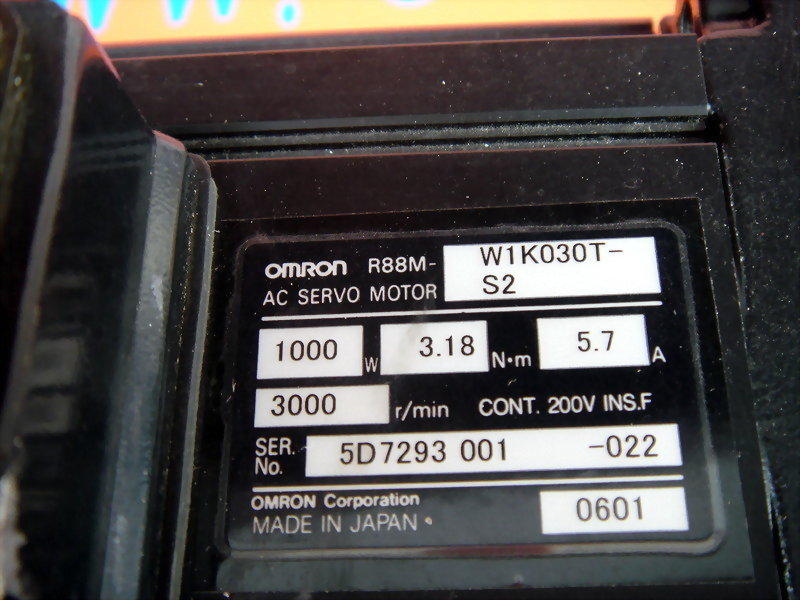 OMRON R88M- W1K030T-
S2
AC SERVO MOTOR
1000 W 3.18 N·m 5.7 A
3000 r/min CONT. 200V INS.F
SER. No. 5D7293 001 -022
OMRON Corporation
MADE IN JAPAN
0601